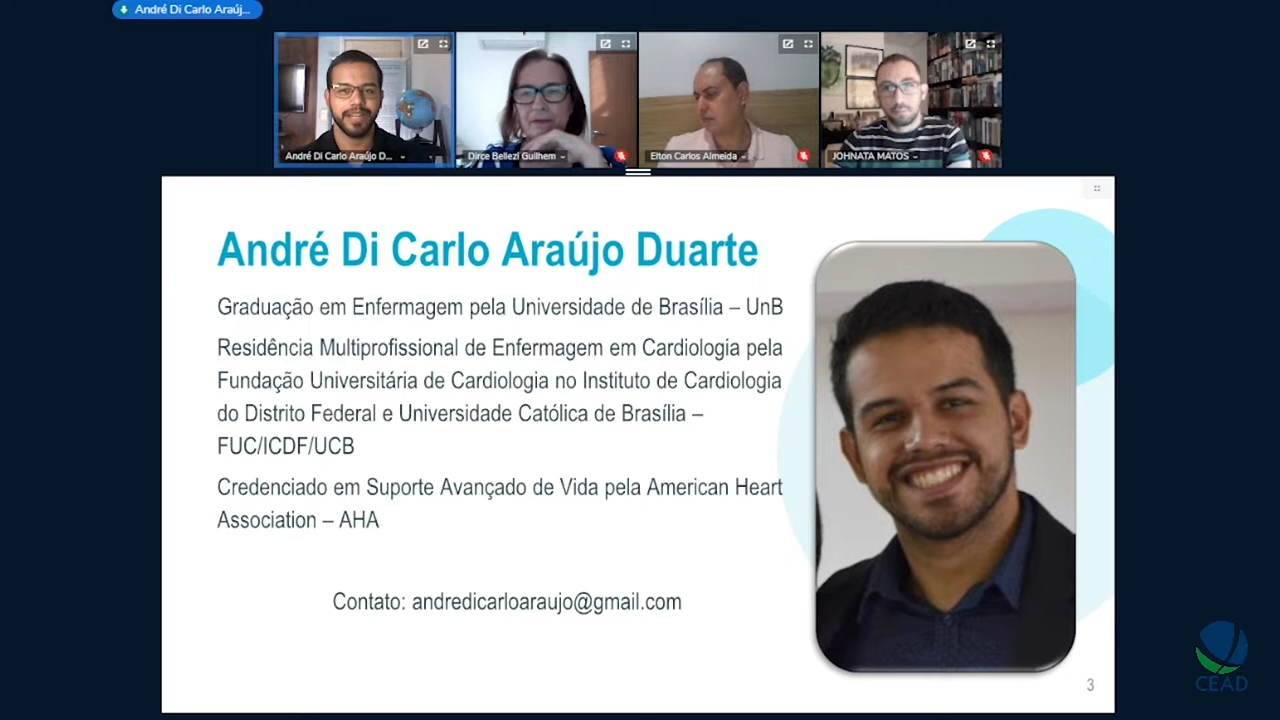 André Di Carlo Araúj...
André Di Carlo Araújo D...
Dirce Bellezi Guilhem
Elton Carlos Almeida
JOHNATA MATOS
André Di Carlo Araújo Duarte
Graduação em Enfermagem pela Universidade de Brasília – UnB
Residência Multiprofissional de Enfermagem em Cardiologia pela
Fundação Universitária de Cardiologia no Instituto de Cardiologia
do Distrito Federal e Universidade Católica de Brasília –
FUC/ICDF/UCB
Credenciado em Suporte Avançado de Vida pela American Heart
Association – AHA
Contato: andredicarloaraujo@gmail.com
CEAD
3